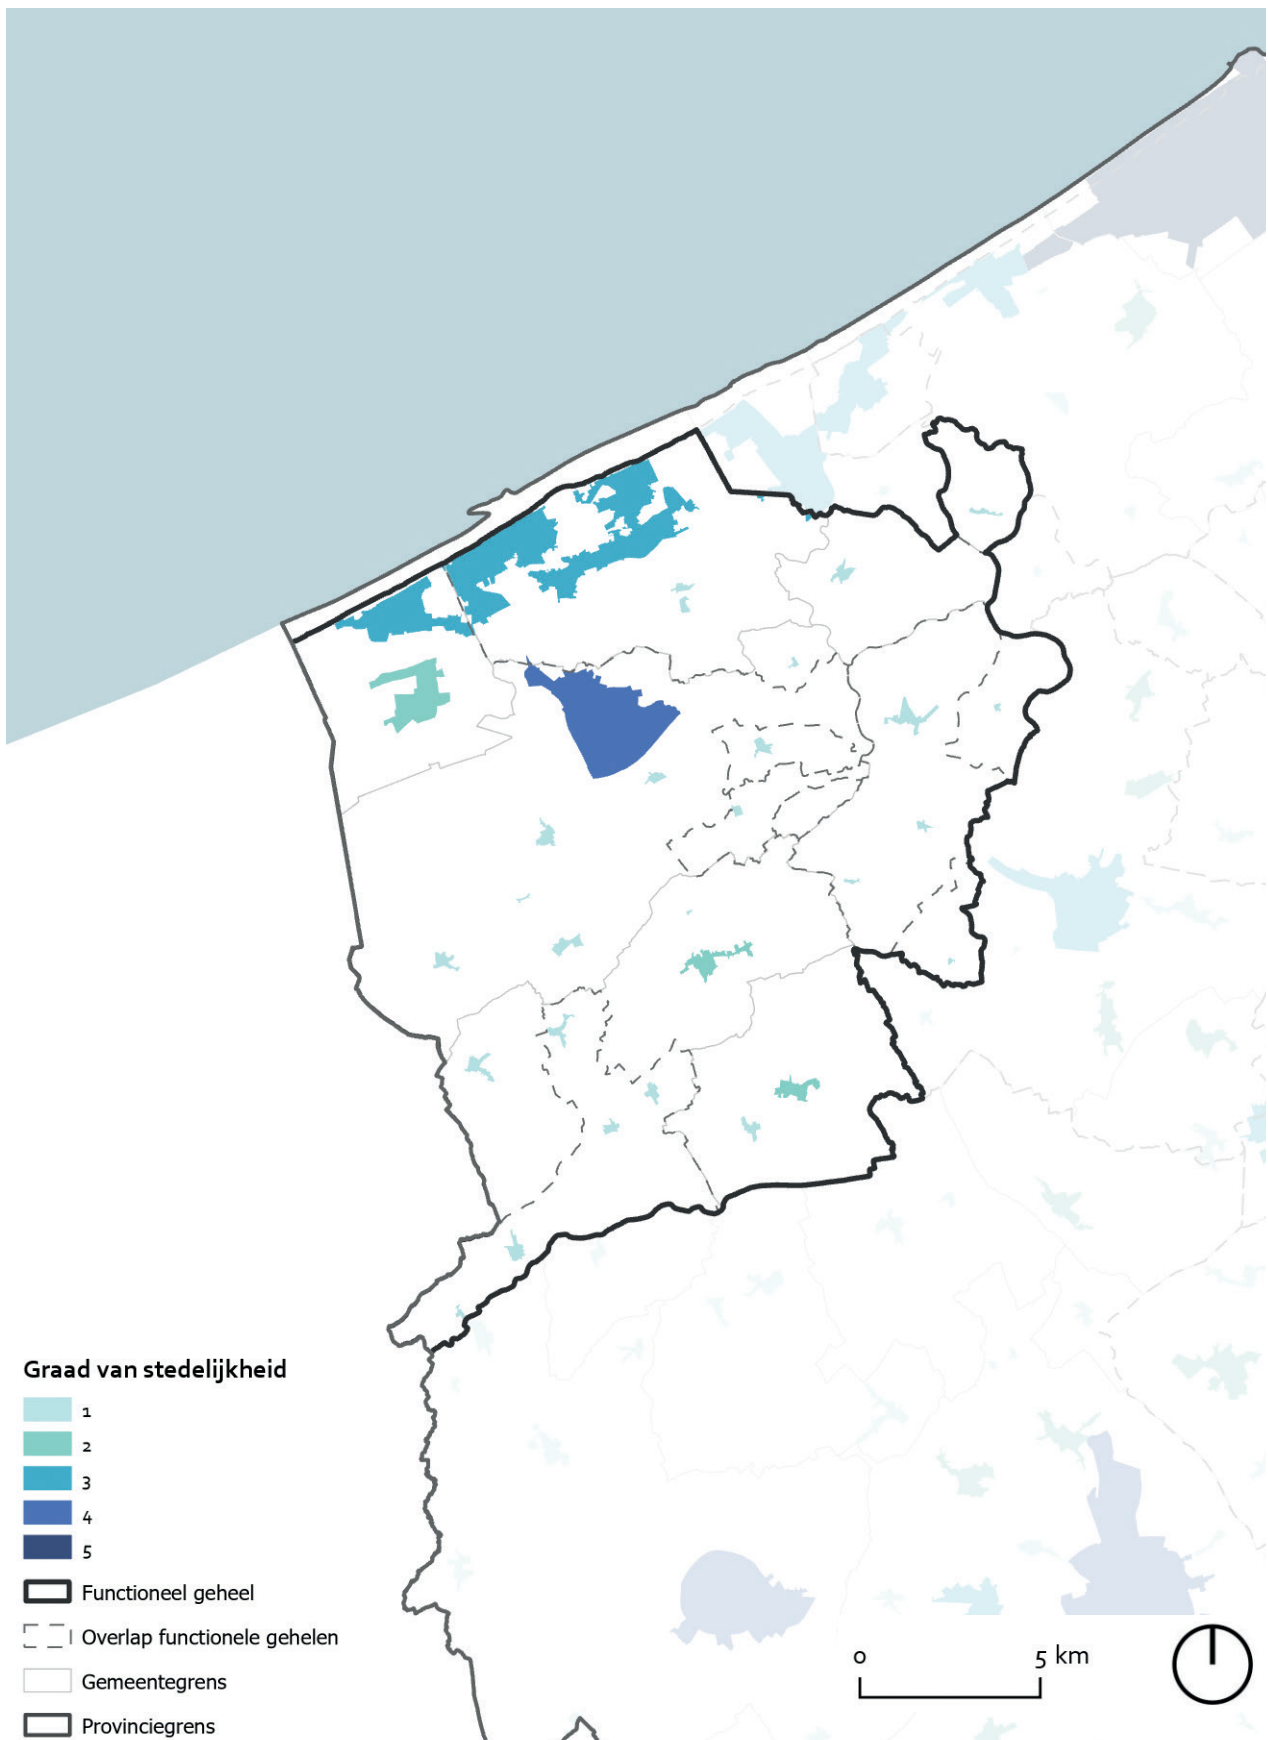 Graad van stedelijkheid
1
2
3
4
5
Functioneel geheel
Overlap functionele gehelen
Gemeentegrens
Provinciegrens
0 5 km